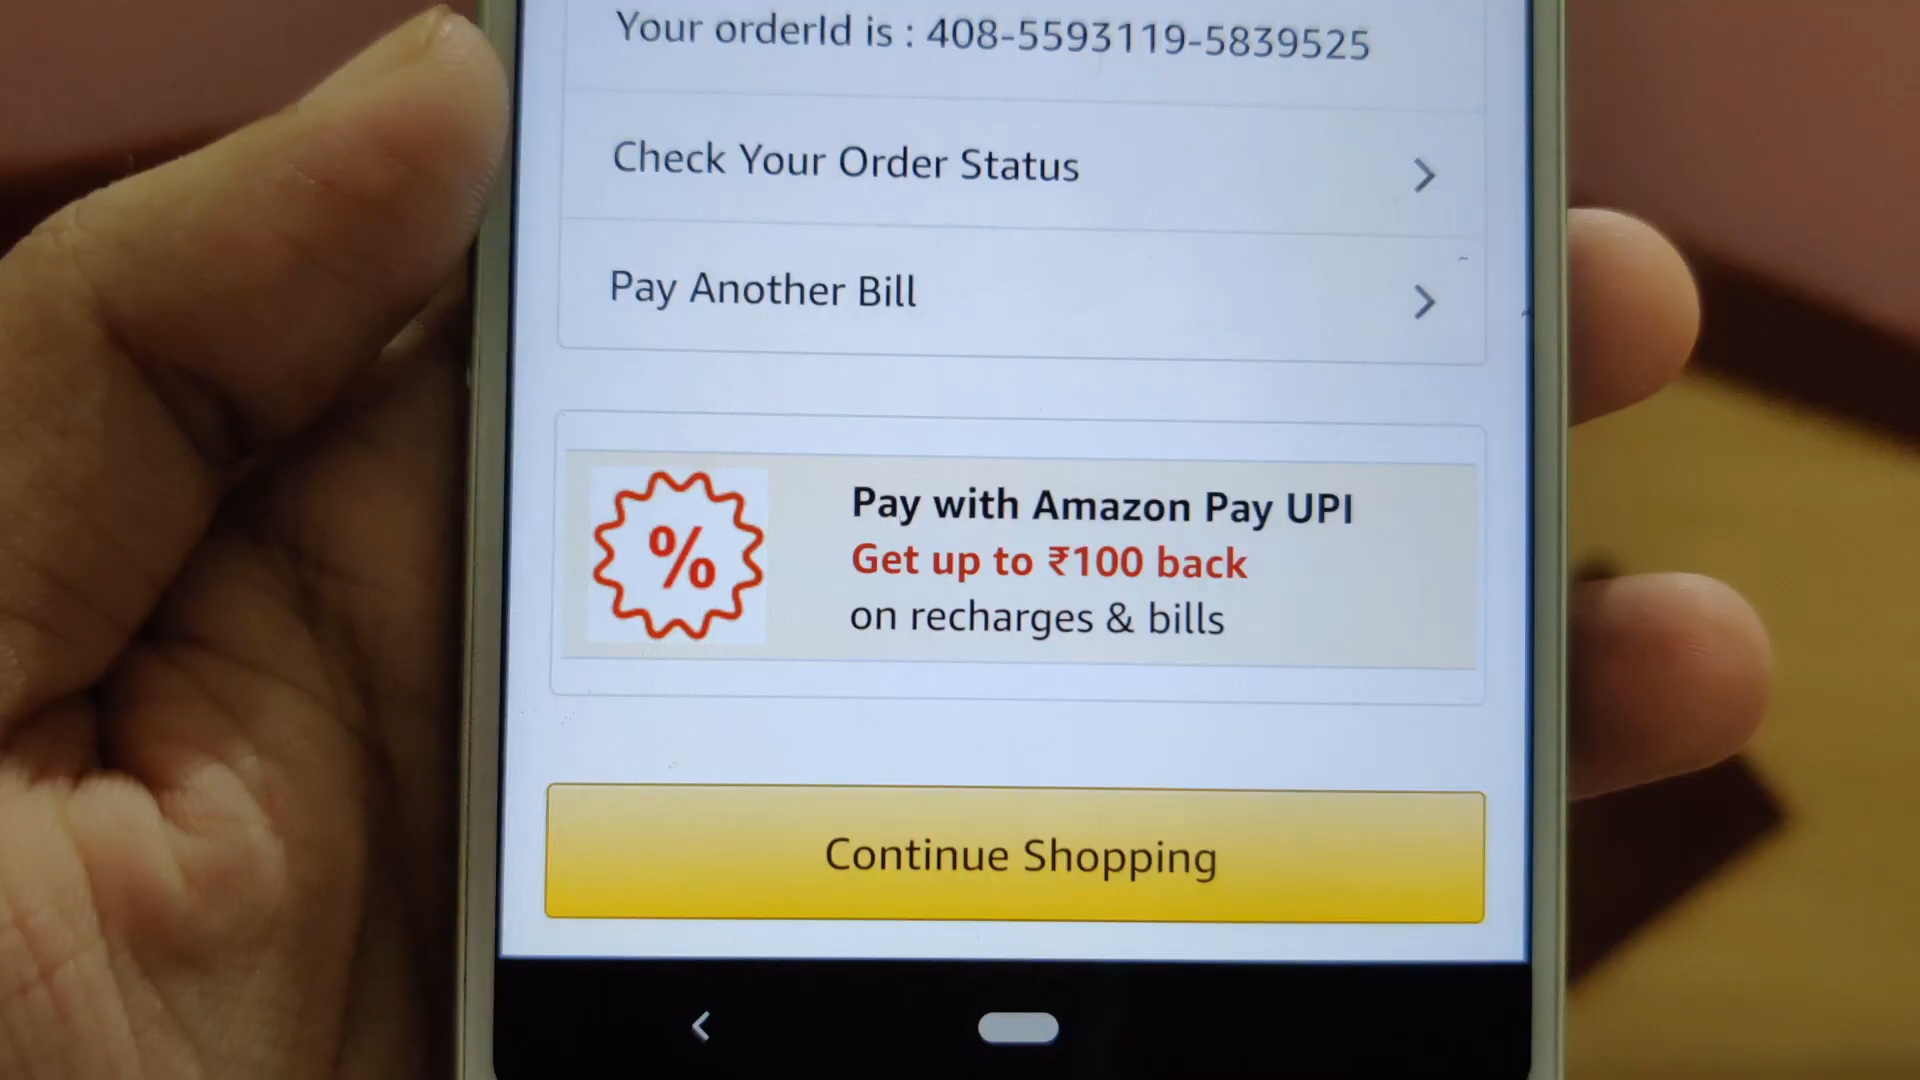 Your orderId is : 408-5593119-5839525
Check Your Order Status
Pay Another Bill
%
Pay with Amazon Pay UPI
Get up to ₹100 back
on recharges & bills
Continue Shopping